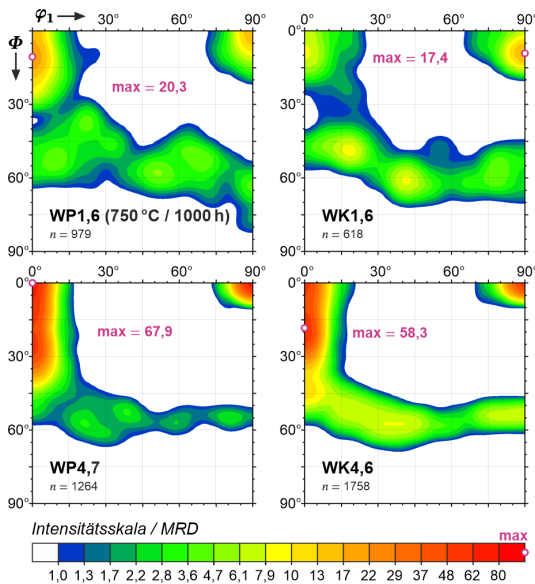 φ1 30° 60° 90° 0° 30° 60° 90°
Φ
max = 20,3
max = 17,4
30°
30°
60°
60°
WP1,6 (750 °C / 1000 h)
WK1,6
n = 979
n = 618
90°
90°
0° 30° 60° 90° 0° 30° 60° 90°
0°
0°
max = 67,9
max = 58,3
30°
30°
60°
60°
WP4,7
WK4,6
n = 1264
n = 1758
90°
90°
Intensitätsskala / MRD
max
1,0 1,3 1,7 2,2 2,8 3,6 4,7 6,1 7,9 10 13 17 22 29 37 48 62 80